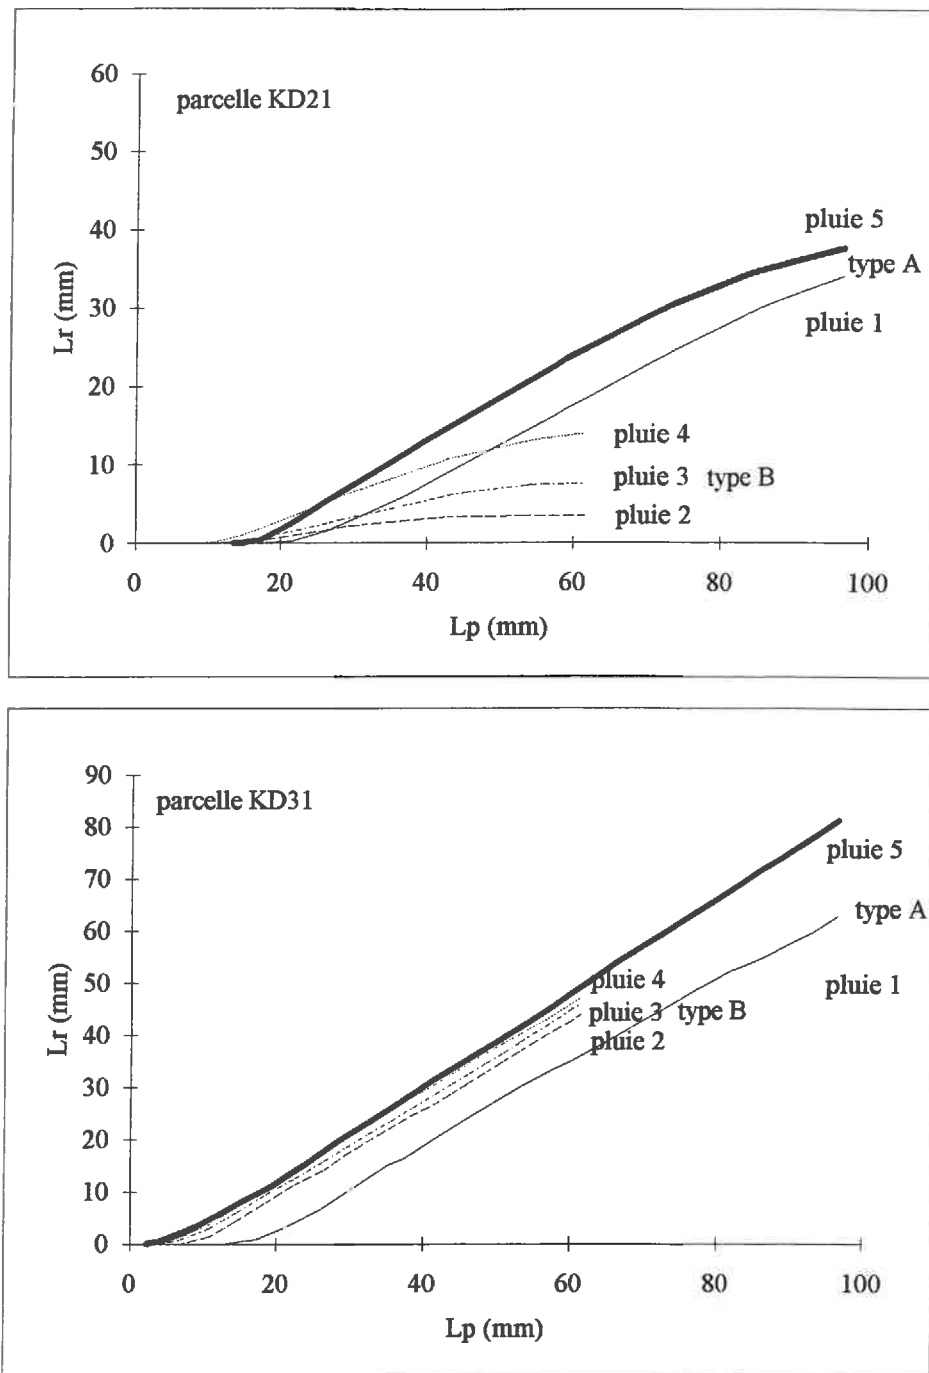 parcelle KD21
60
50
40
30
20
10
0
Lr (mm)
pluie 5
type A
pluie 1
pluie 4
pluie 3 type B
pluie 2
0 20 40 60 80 100
Lp (mm)
parcelle KD31
90
80
70
60
50
40
30
20
10
0
Lr (mm)
pluie 5
type A
pluie 1
pluie 4
pluie 3 type B
pluie 2
0 20 40 60 80 100
Lp (mm)